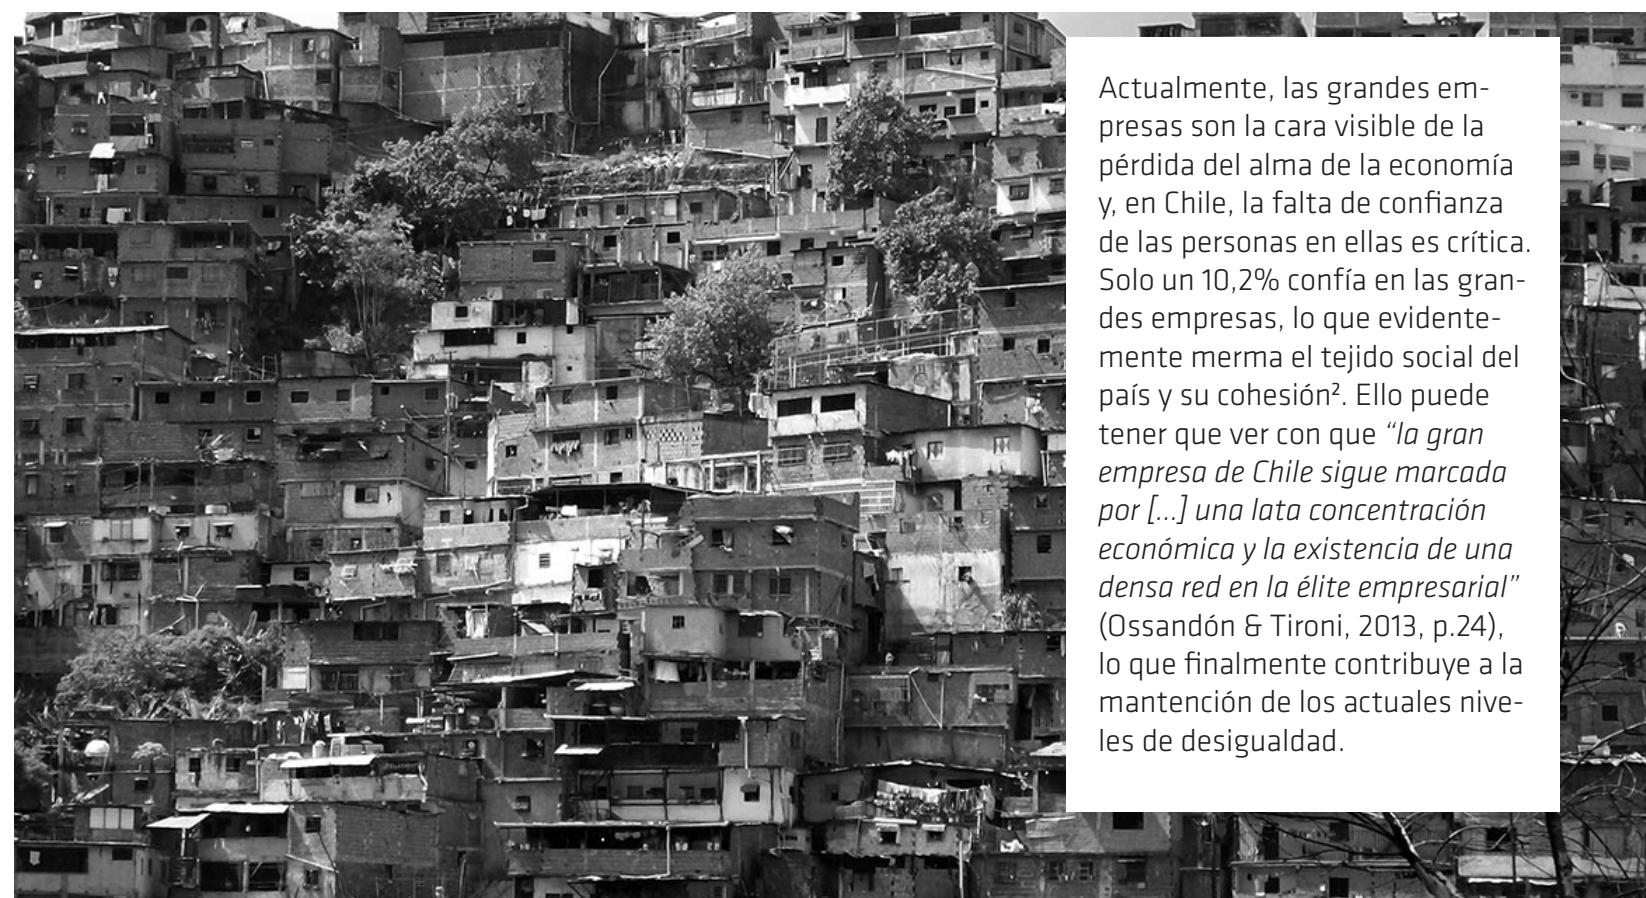 Actualmente, las grandes em-
presas son la cara visible de la
pérdida del alma de la economía
y, en Chile, la falta de confianza
de las personas en ellas es crítica.
Solo un 10,2% confía en las gran-
des empresas, lo que evidente-
mente merma el tejido social del
país y su cohesión². Ello puede
tener que ver con que “la gran
empresa de Chile sigue marcada
por [...] una lata concentración
económica y la existencia de una
densa red en la élite empresarial”
(Ossandón & Tironi, 2013, p.24),
lo que finalmente contribuye a la
mantención de los actuales nive-
les de desigualdad.